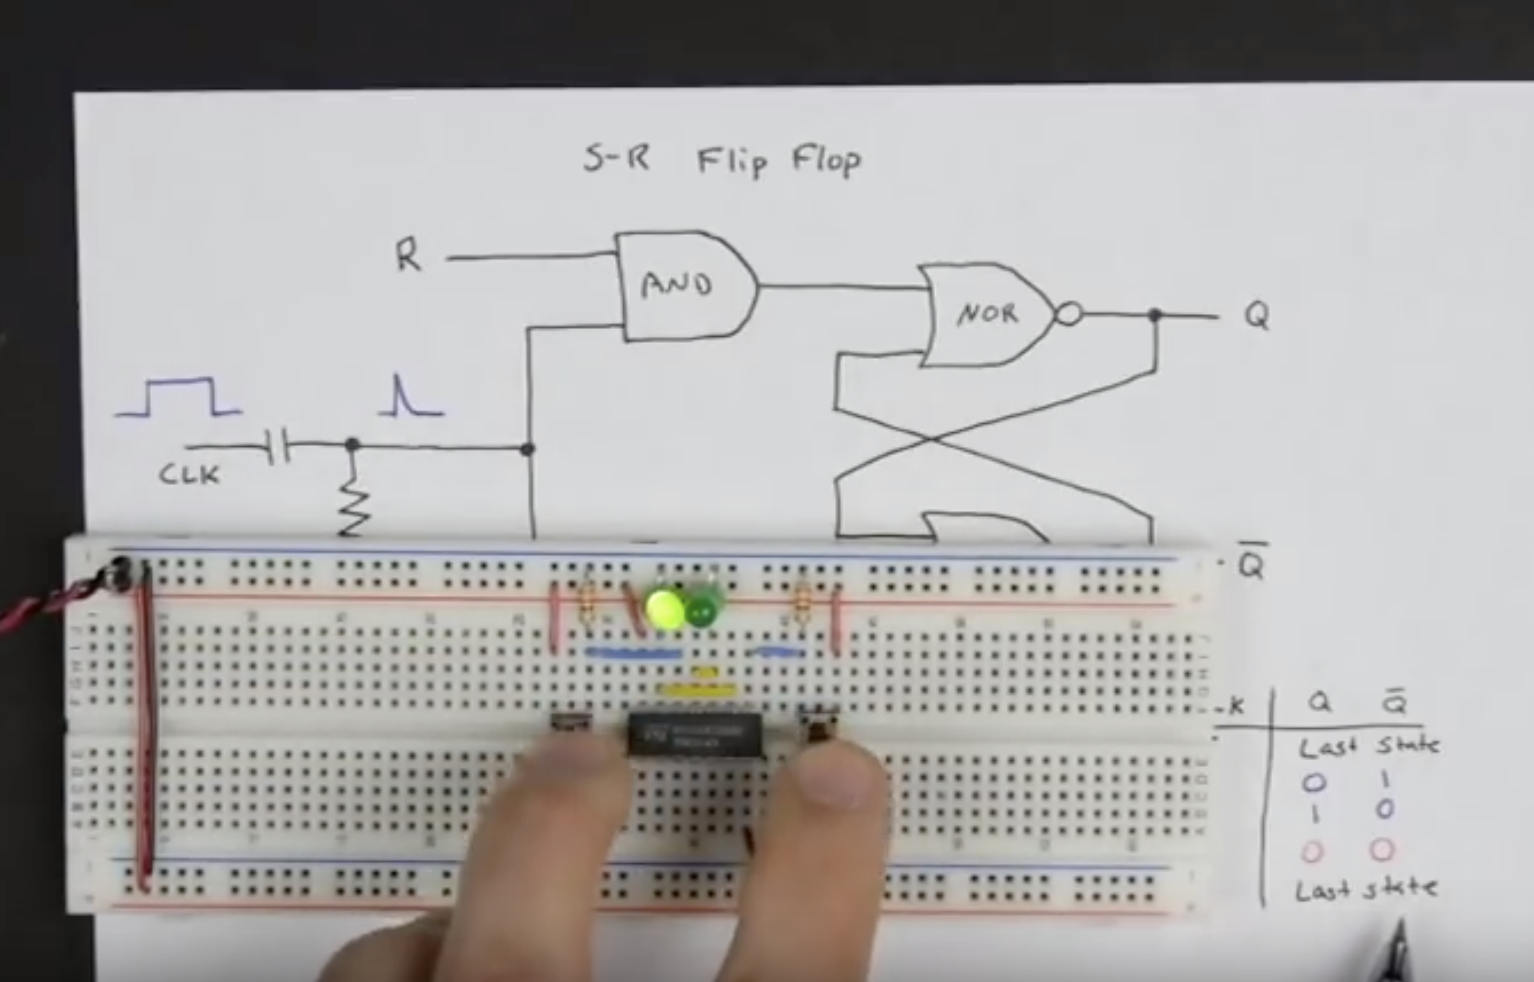 S-R Flip Flop
R
AND
NOR
Q
CLK
Q̅
-K Q Q̅
Last State
0 1
1 0
0 0
Last state